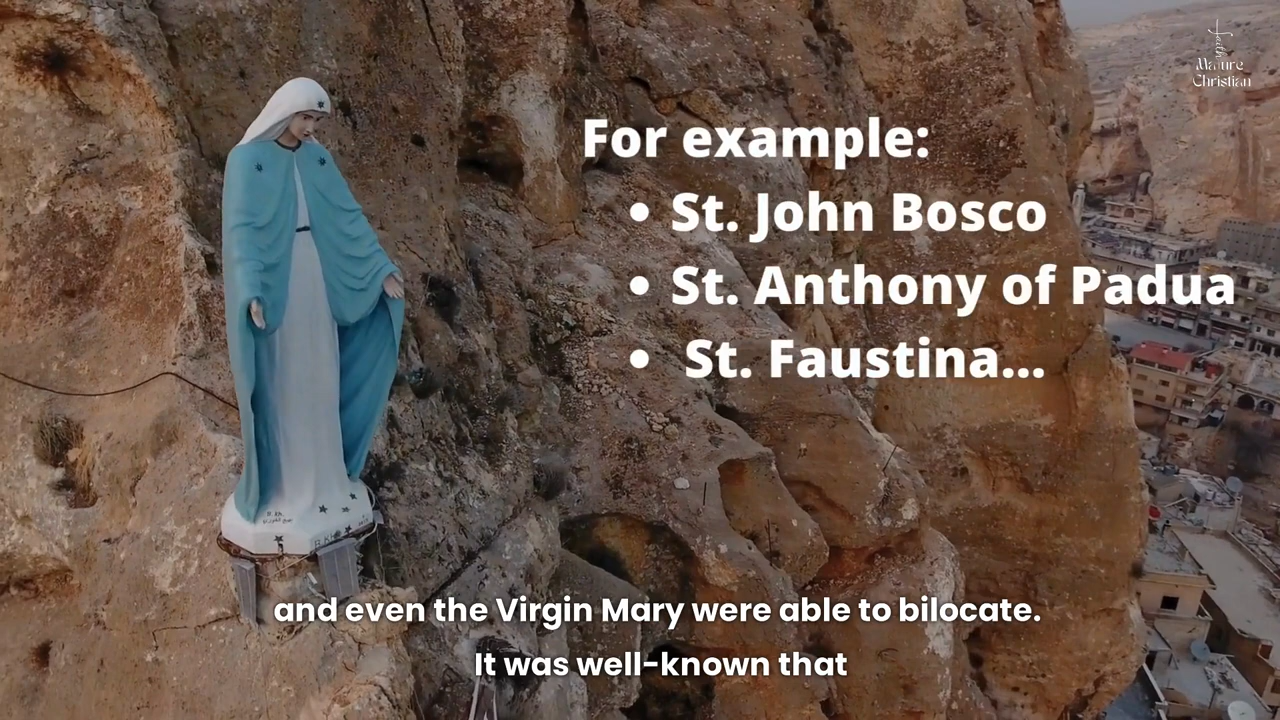 faith
Mature
Christian
For example:
• St. John Bosco
• St. Anthony of Padua
• St. Faustina...
and even the Virgin Mary were able to bilocate.
It was well-known that